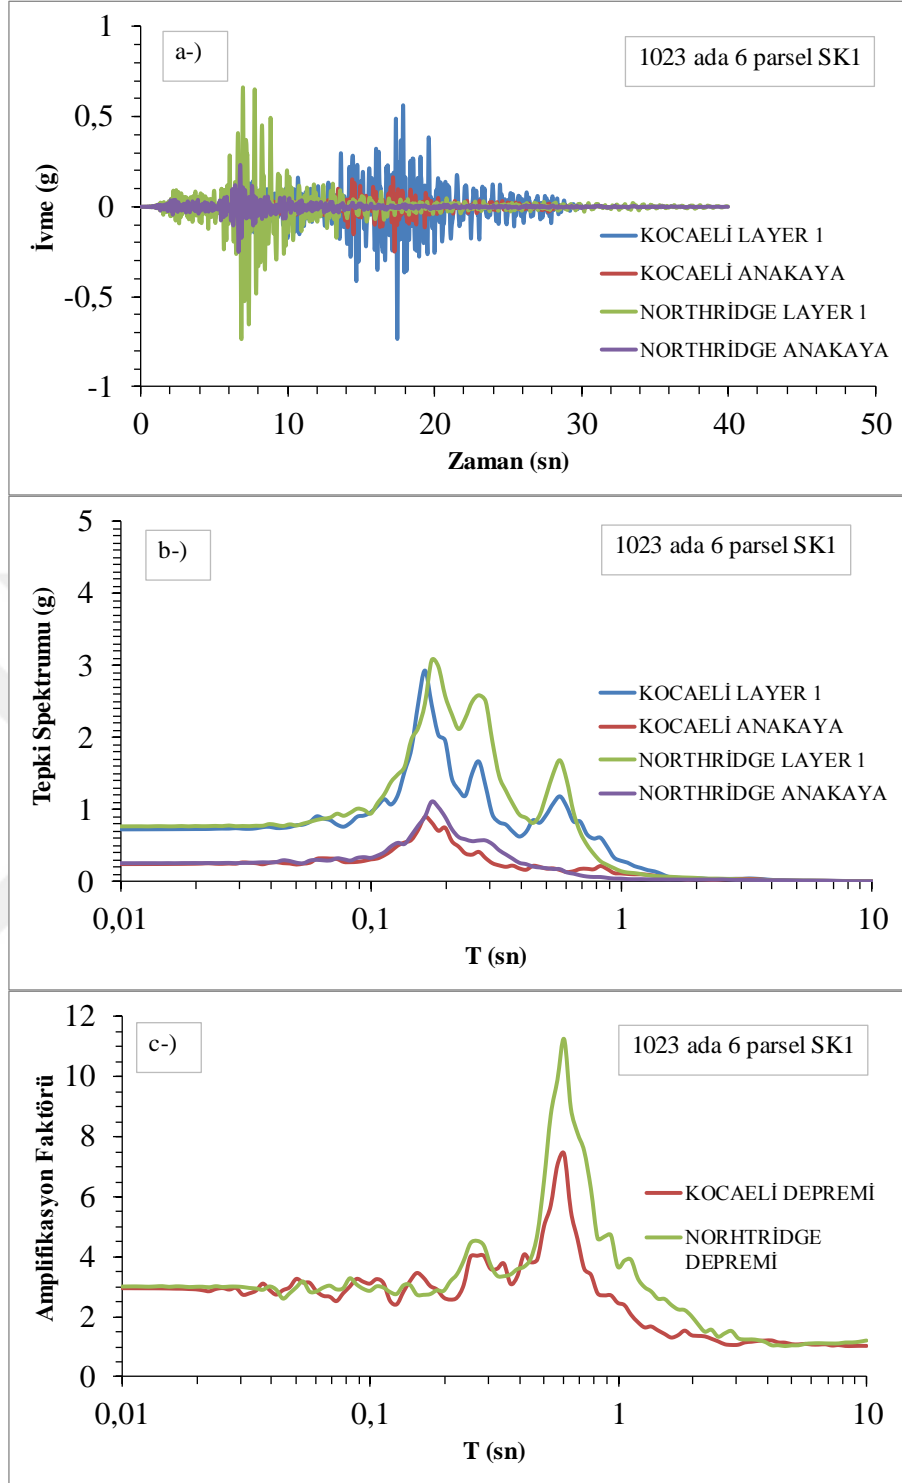 a-)
1023 ada 6 parsel SK1
1
0,5
0
-0,5
-1
İvme (g)
KOCAELİ LAYER 1
KOCAELİ ANAKAYA
NORTHRİDGE LAYER 1
NORTHRİDGE ANAKAYA
0 10 20 30 40 50
Zaman (sn)
b-)
1023 ada 6 parsel SK1
5
4
3
2
1
0
Tepki Spektrumu (g)
KOCAELİ LAYER 1
KOCAELİ ANAKAYA
NORTHRİDGE LAYER 1
NORTHRİDGE ANAKAYA
0,01 0,1 1 10
T (sn)
c-)
1023 ada 6 parsel SK1
12
10
8
6
4
2
0
Amplifikasyon Faktörü
KOCAELİ DEPREMİ
NORHTRİDGE
DEPREMİ
0,01 0,1 1 10
T (sn)